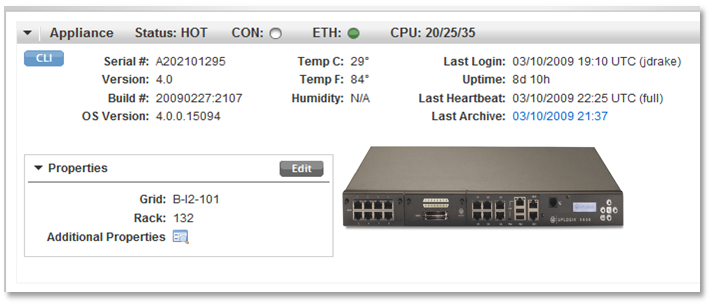 Appliance Status: HOT CON: ETH: CPU: 20/25/35
CLI
Serial #: A202101295 Temp C: 29° Last Login: 03/10/2009 19:10 UTC (jdrake)
Version: 4.0 Temp F: 84° Uptime: 8d 10h
Build #: 20090227:2107 Humidity: N/A Last Heartbeat: 03/10/2009 22:25 UTC (full)
OS Version: 4.0.0.15094 Last Archive: 03/10/2009 21:37
Properties Edit
Grid: B-I2-101
Rack: 132
Additional Properties
UPLOGIX